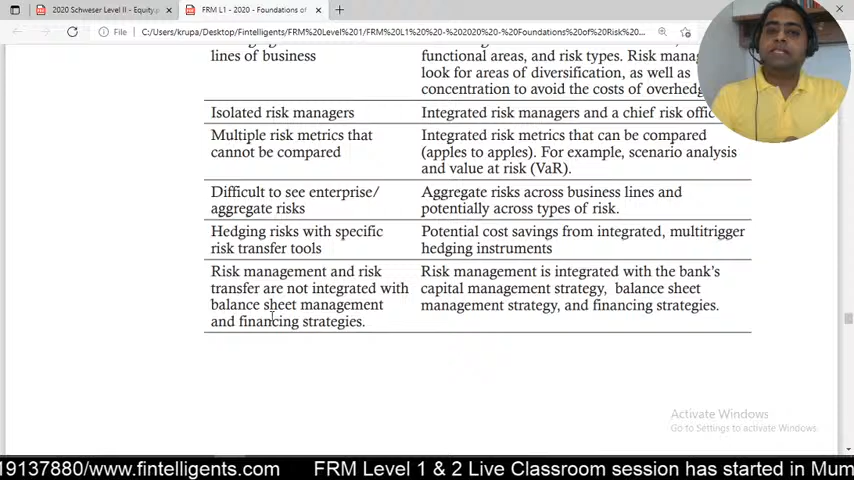 2020 Schweser Level II - Equity.p
FRM L1 - 2020 - Foundations of
File
C:/Users/krupa/Desktop/Fintelligents/FRM%20Level%201/FRM%20L1%20%20-%202020%20-%20Foundations%20of%20Risk%20...
lines of business
functional areas, and risk types. Risk mana
look for areas of diversification, as well as
concentration to avoid the costs of overhedg
Isolated risk managers
Integrated risk managers and a chief risk offic
Multiple risk metrics that
cannot be compared
Integrated risk metrics that can be compared
(apples to apples). For example, scenario analysis
and value at risk (VaR).
Difficult to see enterprise/
aggregate risks
Aggregate risks across business lines and
potentially across types of risk.
Hedging risks with specific
risk transfer tools
Potential cost savings from integrated, multitrigger
hedging instruments
Risk management and risk
transfer are not integrated with
balance sheet management
and financing strategies.
Risk management is integrated with the bank's
capital management strategy, balance sheet
management strategy, and financing strategies.
Activate Windows
Go to Settings to activate Windows.
19137880/www.fintelligents.com FRM Level 1 & 2 Live Classroom session has started in Mum